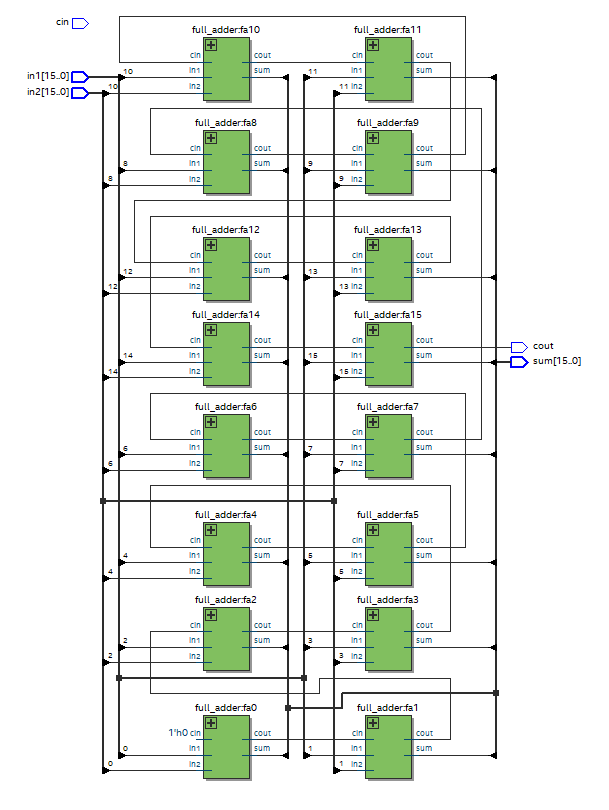 cin
in1[15..0]
in2[15..0]
full_adder:fa10
cin
in1
in2
cout
sum
10
10
full_adder:fa11
cin
in1
in2
cout
sum
11
11
full_adder:fa8
cin
in1
in2
cout
sum
8
8
full_adder:fa9
cin
in1
in2
cout
sum
9
9
full_adder:fa12
cin
in1
in2
cout
sum
12
12
full_adder:fa13
cin
in1
in2
cout
sum
13
13
full_adder:fa14
cin
in1
in2
cout
sum
14
14
full_adder:fa15
cin
in1
in2
cout
sum
15
15
cout
sum[15..0]
full_adder:fa6
cin
in1
in2
cout
sum
6
6
full_adder:fa7
cin
in1
in2
cout
sum
7
7
full_adder:fa4
cin
in1
in2
cout
sum
4
4
full_adder:fa5
cin
in1
in2
cout
sum
5
5
full_adder:fa2
cin
in1
in2
cout
sum
2
2
full_adder:fa3
cin
in1
in2
cout
sum
3
3
full_adder:fa0
1'h0 cin
in1
in2
cout
sum
0
0
full_adder:fa1
cin
in1
in2
cout
sum
1
1